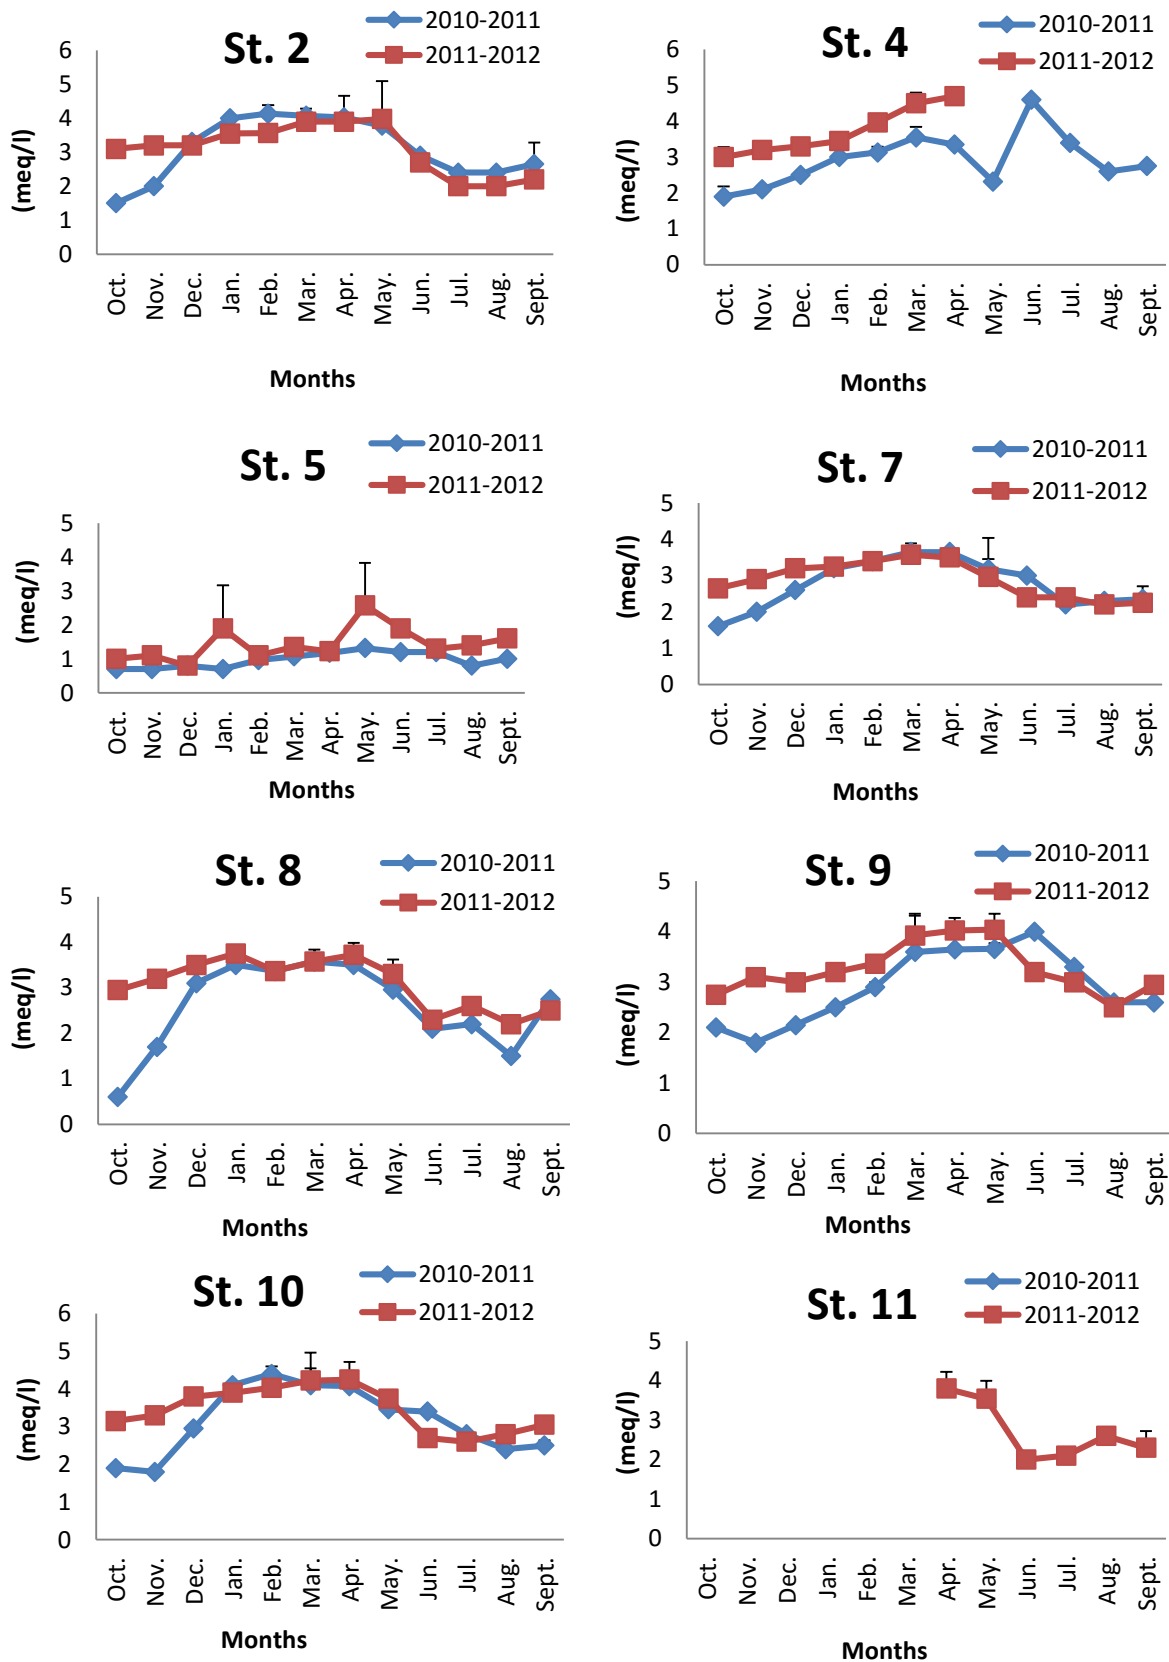 St. 2
2010-2011
2011-2012
(meq/l)
6
5
4
3
2
1
0
Oct.
Nov.
Dec.
Jan.
Feb.
Mar.
Apr.
May.
Jun.
Jul.
Aug.
Sept.
Months
St. 4
2010-2011
2011-2012
(meq/l)
6
5
4
3
2
1
0
Oct.
Nov.
Dec.
Jan.
Feb.
Mar.
Apr.
May.
Jun.
Jul.
Aug.
Sept.
Months
St. 5
2010-2011
2011-2012
(meq/l)
5
4
3
2
1
0
Oct.
Nov.
Dec.
Jan.
Feb.
Mar.
Apr.
May.
Jun.
Jul.
Aug.
Sept.
Months
St. 7
2010-2011
2011-2012
(meq/l)
5
4
3
2
1
0
Oct.
Nov.
Dec.
Jan.
Feb.
Mar.
Apr.
May.
Jun.
Jul.
Aug.
Sept.
Months
St. 8
2010-2011
2011-2012
(meq/l)
5
4
3
2
1
0
Oct.
Nov.
Dec.
Jan.
Feb.
Mar.
Apr.
May.
Jun.
Jul.
Aug.
Sept.
Months
St. 9
2010-2011
2011-2012
(meq/l)
5
4
3
2
1
0
Oct.
Nov.
Dec.
Jan.
Feb.
Mar.
Apr.
May.
Jun.
Jul.
Aug.
Sept.
Months
St. 10
2010-2011
2011-2012
(meq/l)
6
5
4
3
2
1
0
Oct.
Nov.
Dec.
Jan.
Feb.
Mar.
Apr.
May.
Jun.
Jul.
Aug.
Sept.
Months
St. 11
2010-2011
2011-2012
(meq/l)
5
4
3
2
1
0
Oct.
Nov.
Dec.
Jan.
Feb.
Mar.
Apr.
May.
Jun.
Jul.
Aug.
Sept.
Months